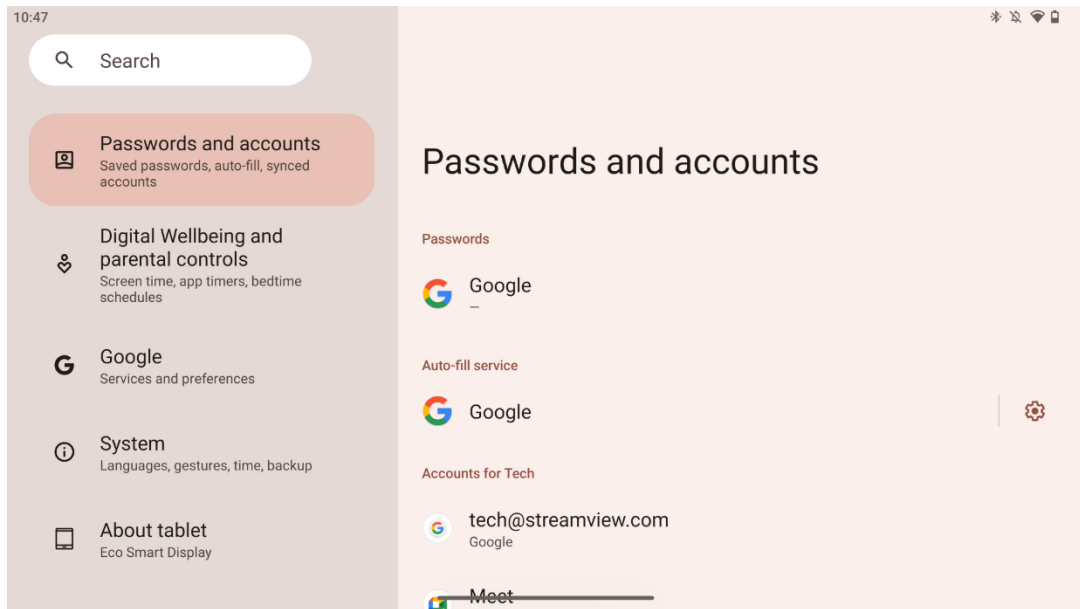 10:47
Search
Passwords and accounts
Saved passwords, auto-fill, synced
accounts
Digital Wellbeing and
parental controls
Screen time, app timers, bedtime
schedules
Google
Services and preferences
System
Languages, gestures, time, backup
About tablet
Eco Smart Display
Passwords and accounts
Passwords
Google
—
Auto-fill service
Google
Accounts for Tech
tech@streamview.com
Google
Meet